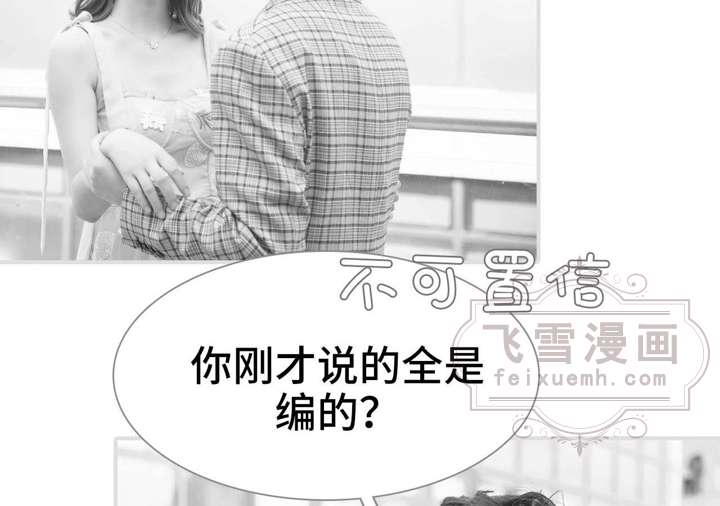 不可置信
你刚才说的全是
编的？
飞雪漫画
feixuemh.com